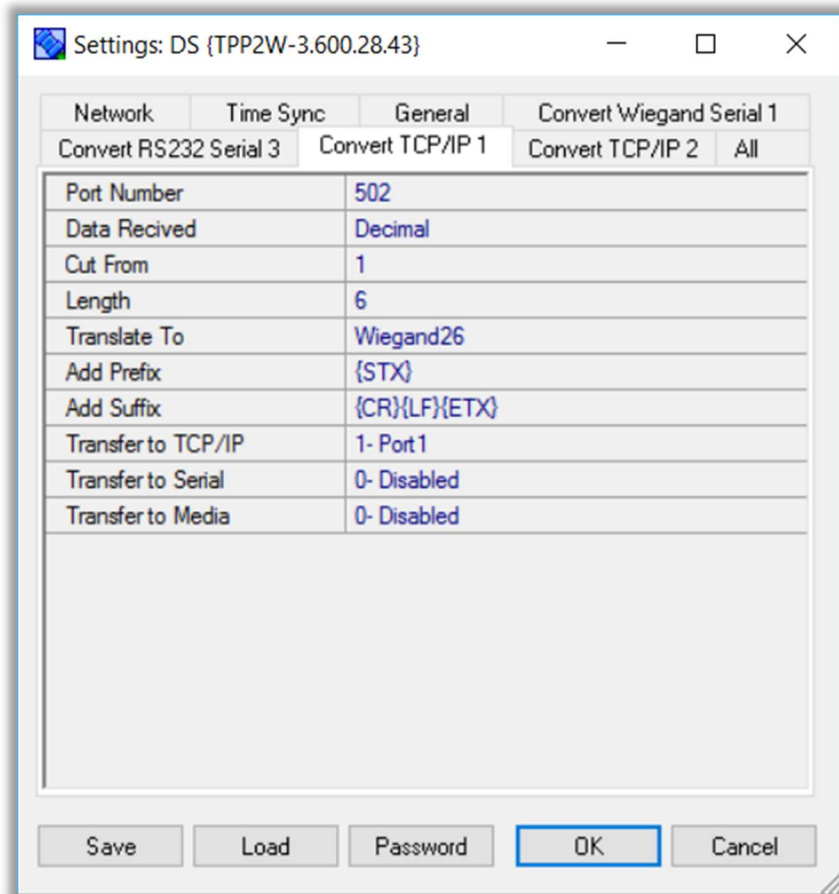 Settings: DS {TPP2W-3.600.28.43}
Network Time Sync General Convert Wiegand Serial 1
Convert RS232 Serial 3 Convert TCP/IP 1 Convert TCP/IP 2 All
Port Number 502
Data Recived Decimal
Cut From 1
Length 6
Translate To Wiegand26
Add Prefix {STX}
Add Suffix {CR}{LF}{ETX}
Transfer to TCP/IP 1- Port1
Transfer to Serial 0- Disabled
Transfer to Media 0- Disabled
Save Load Password OK Cancel